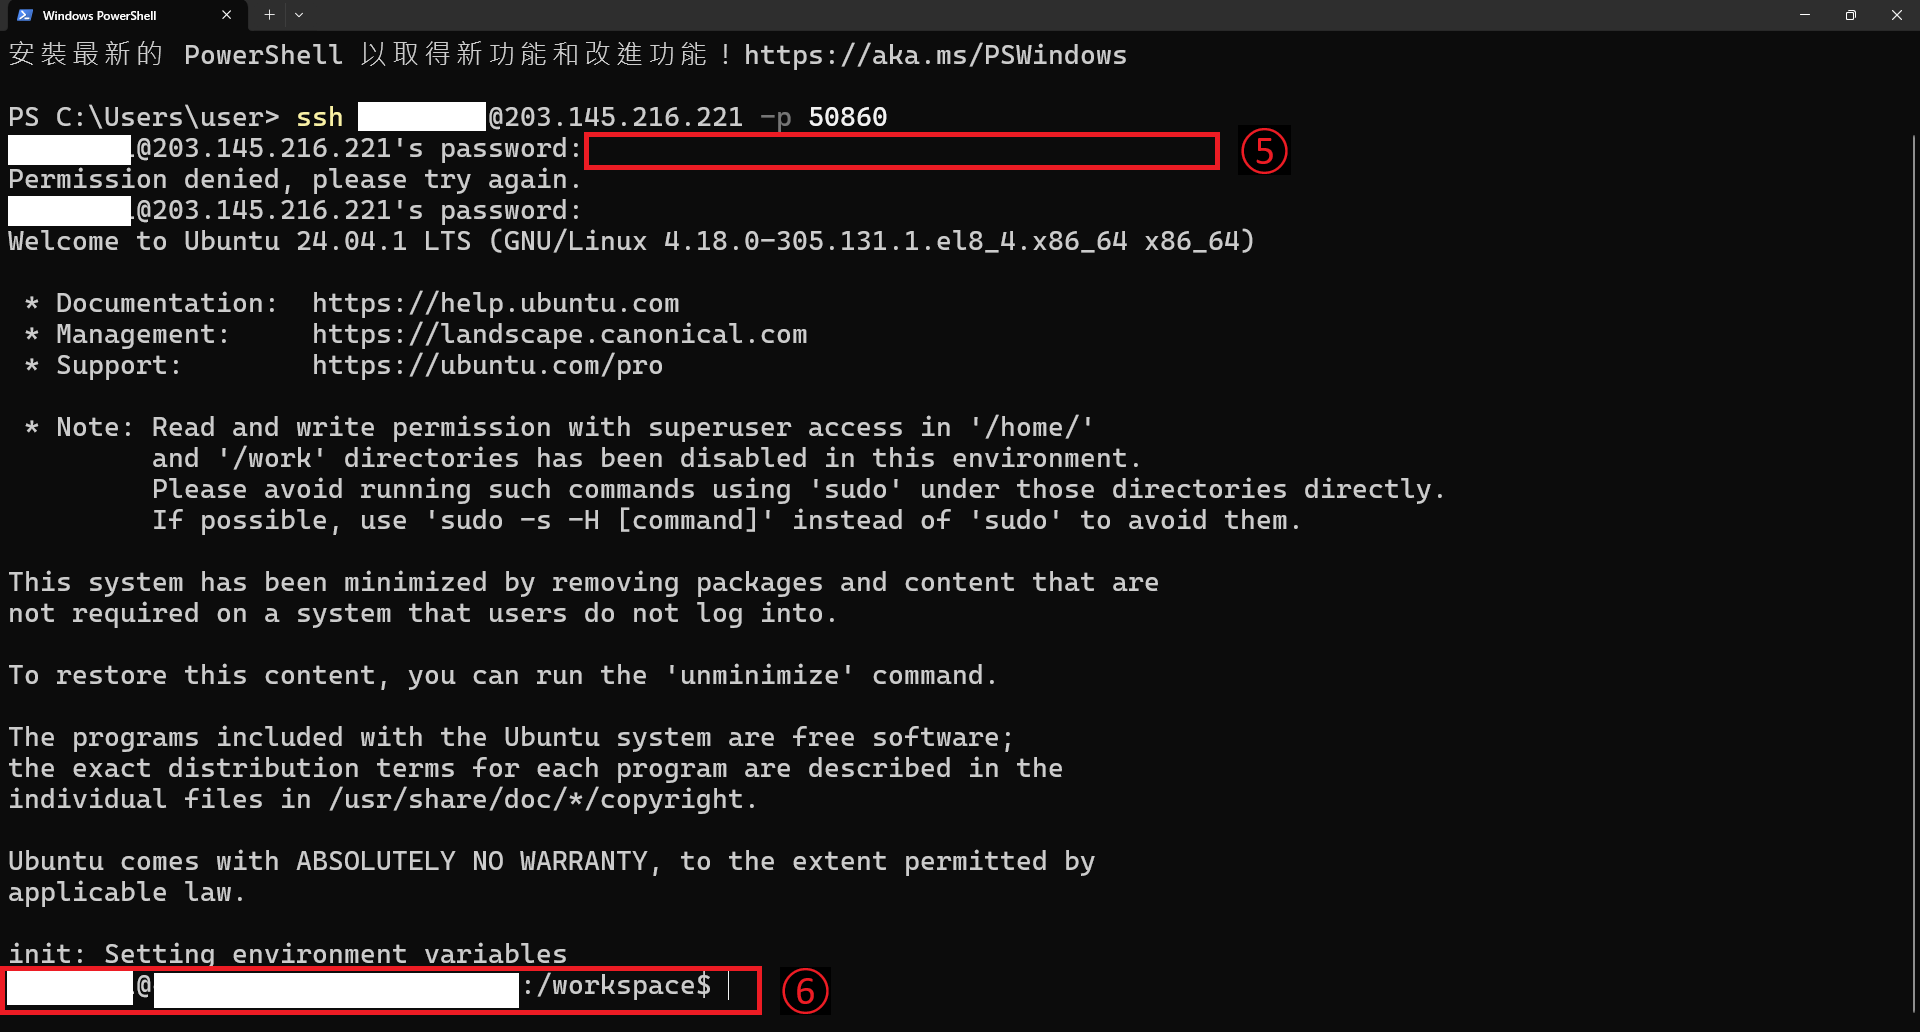 Windows PowerShell
安裝最新的 PowerShell 以取得新功能和改進功能！https://aka.ms/PSWindows
PS C:\Users\user> ssh @203.145.216.221 -p 50860
@203.145.216.221's password: ⑤
Permission denied, please try again.
@203.145.216.221's password:
Welcome to Ubuntu 24.04.1 LTS (GNU/Linux 4.18.0-305.131.1.el8_4.x86_64 x86_64)
* Documentation: https://help.ubuntu.com
* Management: https://landscape.canonical.com
* Support: https://ubuntu.com/pro
* Note: Read and write permission with superuser access in '/home/'
and '/work' directories has been disabled in this environment.
Please avoid running such commands using 'sudo' under those directories directly.
If possible, use 'sudo -s -H [command]' instead of 'sudo' to avoid them.
This system has been minimized by removing packages and content that are
not required on a system that users do not log into.
To restore this content, you can run the 'unminimize' command.
The programs included with the Ubuntu system are free software;
the exact distribution terms for each program are described in the
individual files in /usr/share/doc/*/copyright.
Ubuntu comes with ABSOLUTELY NO WARRANTY, to the extent permitted by
applicable law.
init: Setting environment variables
@ :/workspace$ ⑥